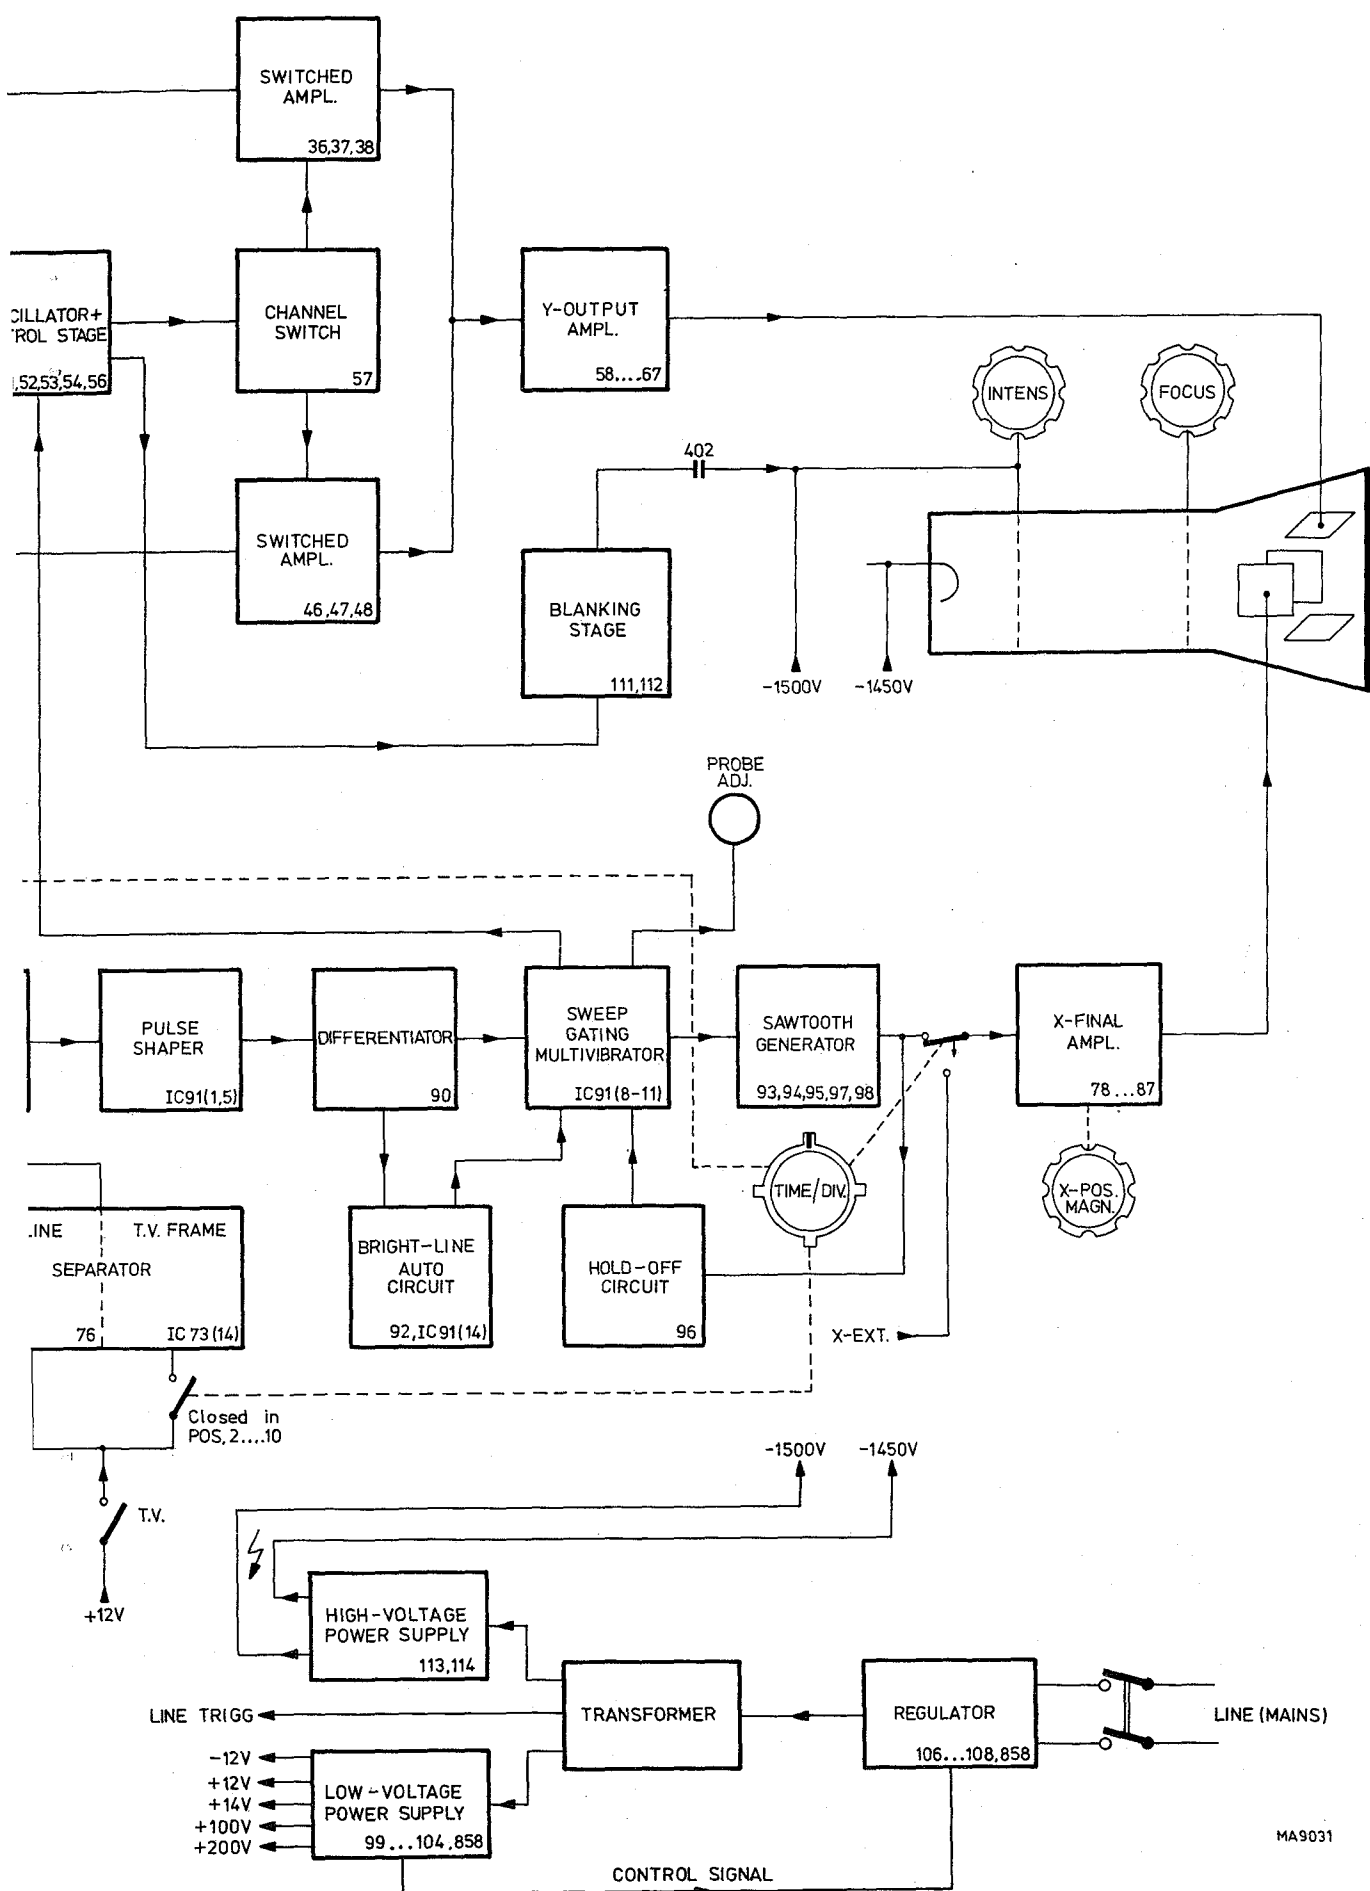 SWITCHED
AMPL.
36,37,38
CILLATOR+
ROL STAGE
,52,53,54,56
CHANNEL
SWITCH
57
Y-OUTPUT
AMPL.
58....67
INTENS
FOCUS
402
SWITCHED
AMPL.
46,47,48
BLANKING
STAGE
111,112
-1500V
-1450V
PROBE
ADJ.
PULSE
SHAPER
IC91(1,5)
DIFFERENTIATOR
90
SWEEP
GATING
MULTIVIBRATOR
IC91(8-11)
SAWTOOTH
GENERATOR
93,94,95,97,98
X-FINAL
AMPL.
78...87
TIME/DIV.
X-POS.
MAGN.
INE
T.V. FRAME
SEPARATOR
76
IC73(14)
BRIGHT-LINE
AUTO
CIRCUIT
92,IC91(14)
HOLD-OFF
CIRCUIT
96
X-EXT.
Closed in
POS,2....10
-1500V
-1450V
T.V.
+12V
HIGH-VOLTAGE
POWER SUPPLY
113,114
LINE TRIGG
TRANSFORMER
REGULATOR
106...108,858
LINE (MAINS)
-12V
+12V
+14V
+100V
+200V
LOW-VOLTAGE
POWER SUPPLY
99...104,858
CONTROL SIGNAL
MA9031